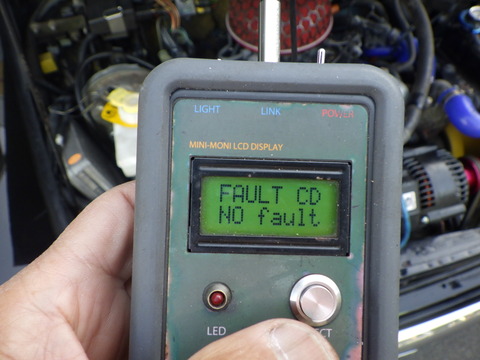 LIGHT LINK POWER
MINI-MONI LCD DISPLAY
FAULT CD
NO fault
LED